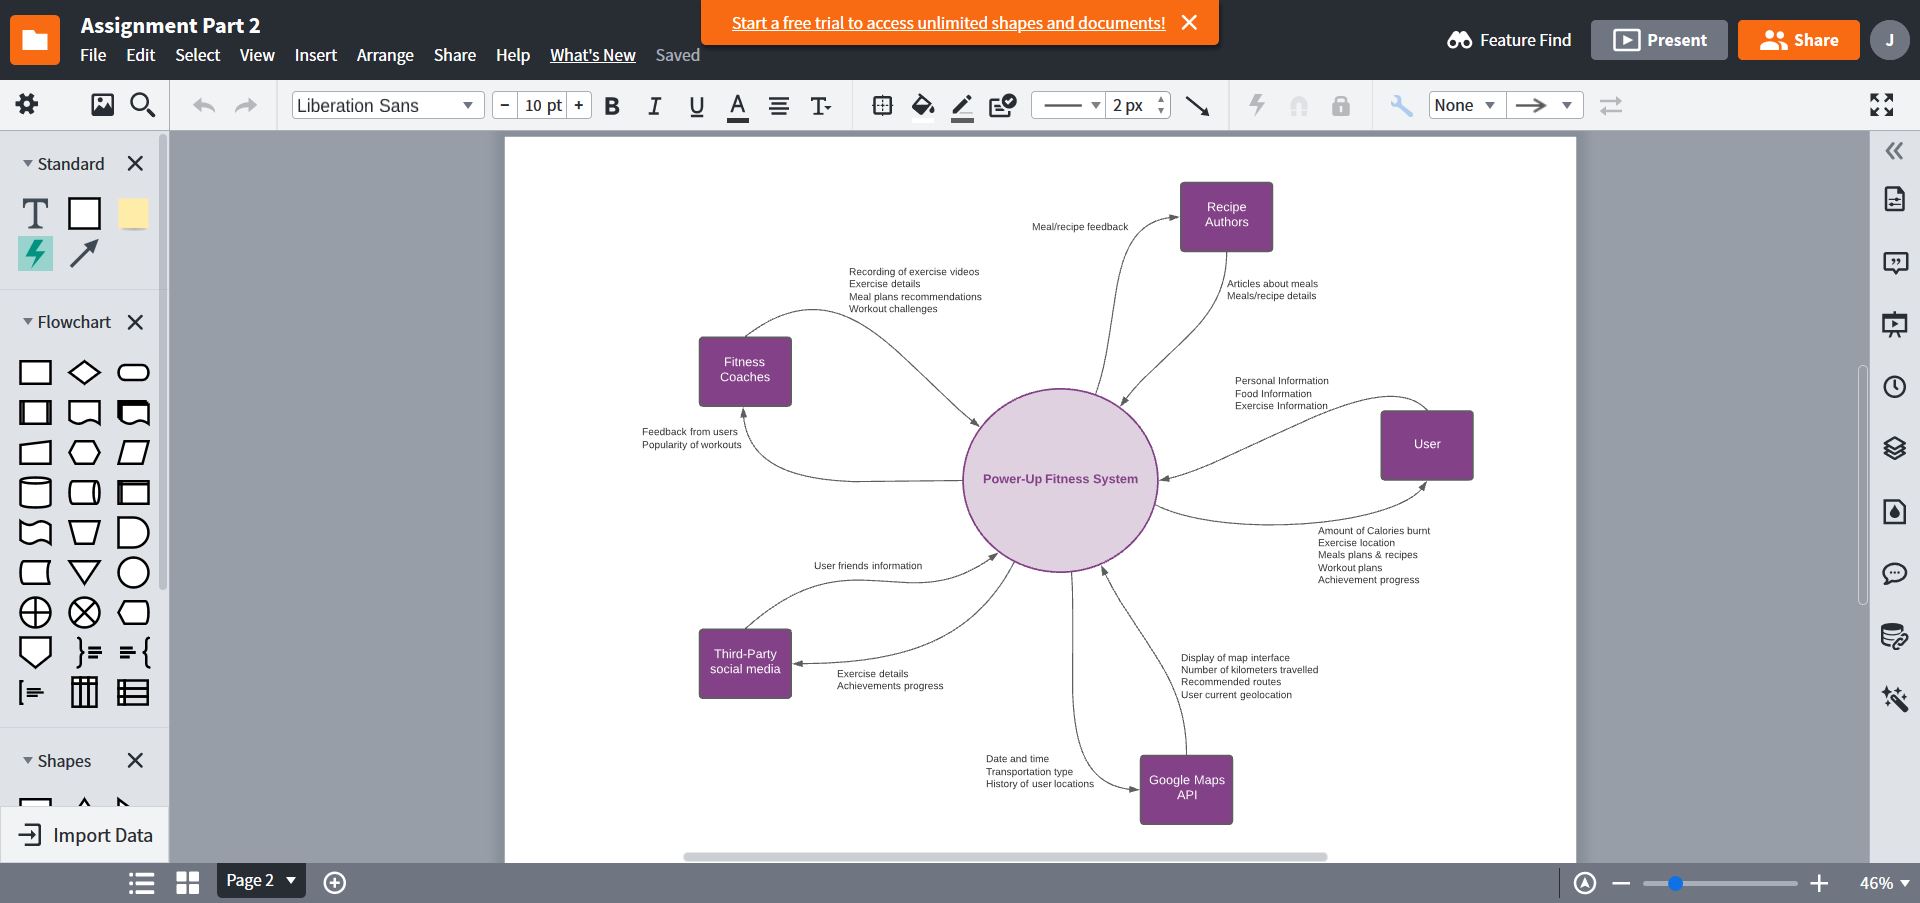 Assignment Part 2
Start a free trial to access unlimited shapes and documents!
File Edit Select View Insert Arrange Share Help What's New Saved
Feature Find
Present
Share
J
Liberation Sans
− 10 pt +
B I U A T
2 px
None
Standard
T
Flowchart
Shapes
Import Data
Recipe
Authors
Meal/recipe feedback
Articles about meals
Meals/recipe details
Recording of exercise videos
Exercise details
Meal plans recommendations
Workout challenges
Fitness
Coaches
Feedback from users
Popularity of workouts
Personal Information
Food Information
Exercise Information
User
Power-Up Fitness System
Amount of Calories burnt
Exercise location
Meals plans & recipes
Workout plans
Achievement progress
User friends information
Third-Party
social media
Exercise details
Achievements progress
Display of map interface
Number of kilometers travelled
Recommended routes
User current geolocation
Date and time
Transportation type
History of user locations
Google Maps
API
Page 2
46%